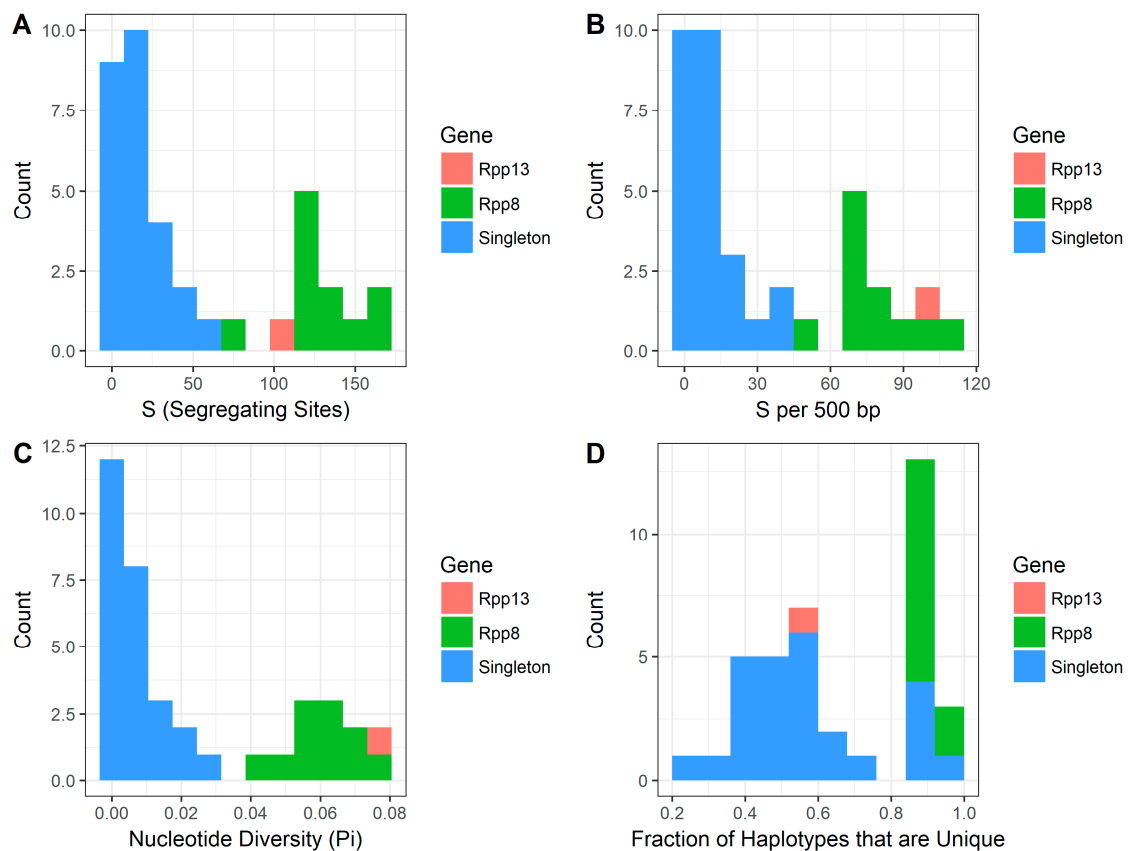 A
10.0
7.5
5.0
2.5
0.0
Count
0 50 100 150
S (Segregating Sites)
Gene
Rpp13
Rpp8
Singleton
B
10.0
7.5
5.0
2.5
0.0
Count
0 30 60 90 120
S per 500 bp
Gene
Rpp13
Rpp8
Singleton
C
12.5
10.0
7.5
5.0
2.5
0.0
Count
0.00 0.02 0.04 0.06 0.08
Nucleotide Diversity (Pi)
Gene
Rpp13
Rpp8
Singleton
D
10
5
0
Count
0.2 0.4 0.6 0.8 1.0
Fraction of Haplotypes that are Unique
Gene
Rpp13
Rpp8
Singleton